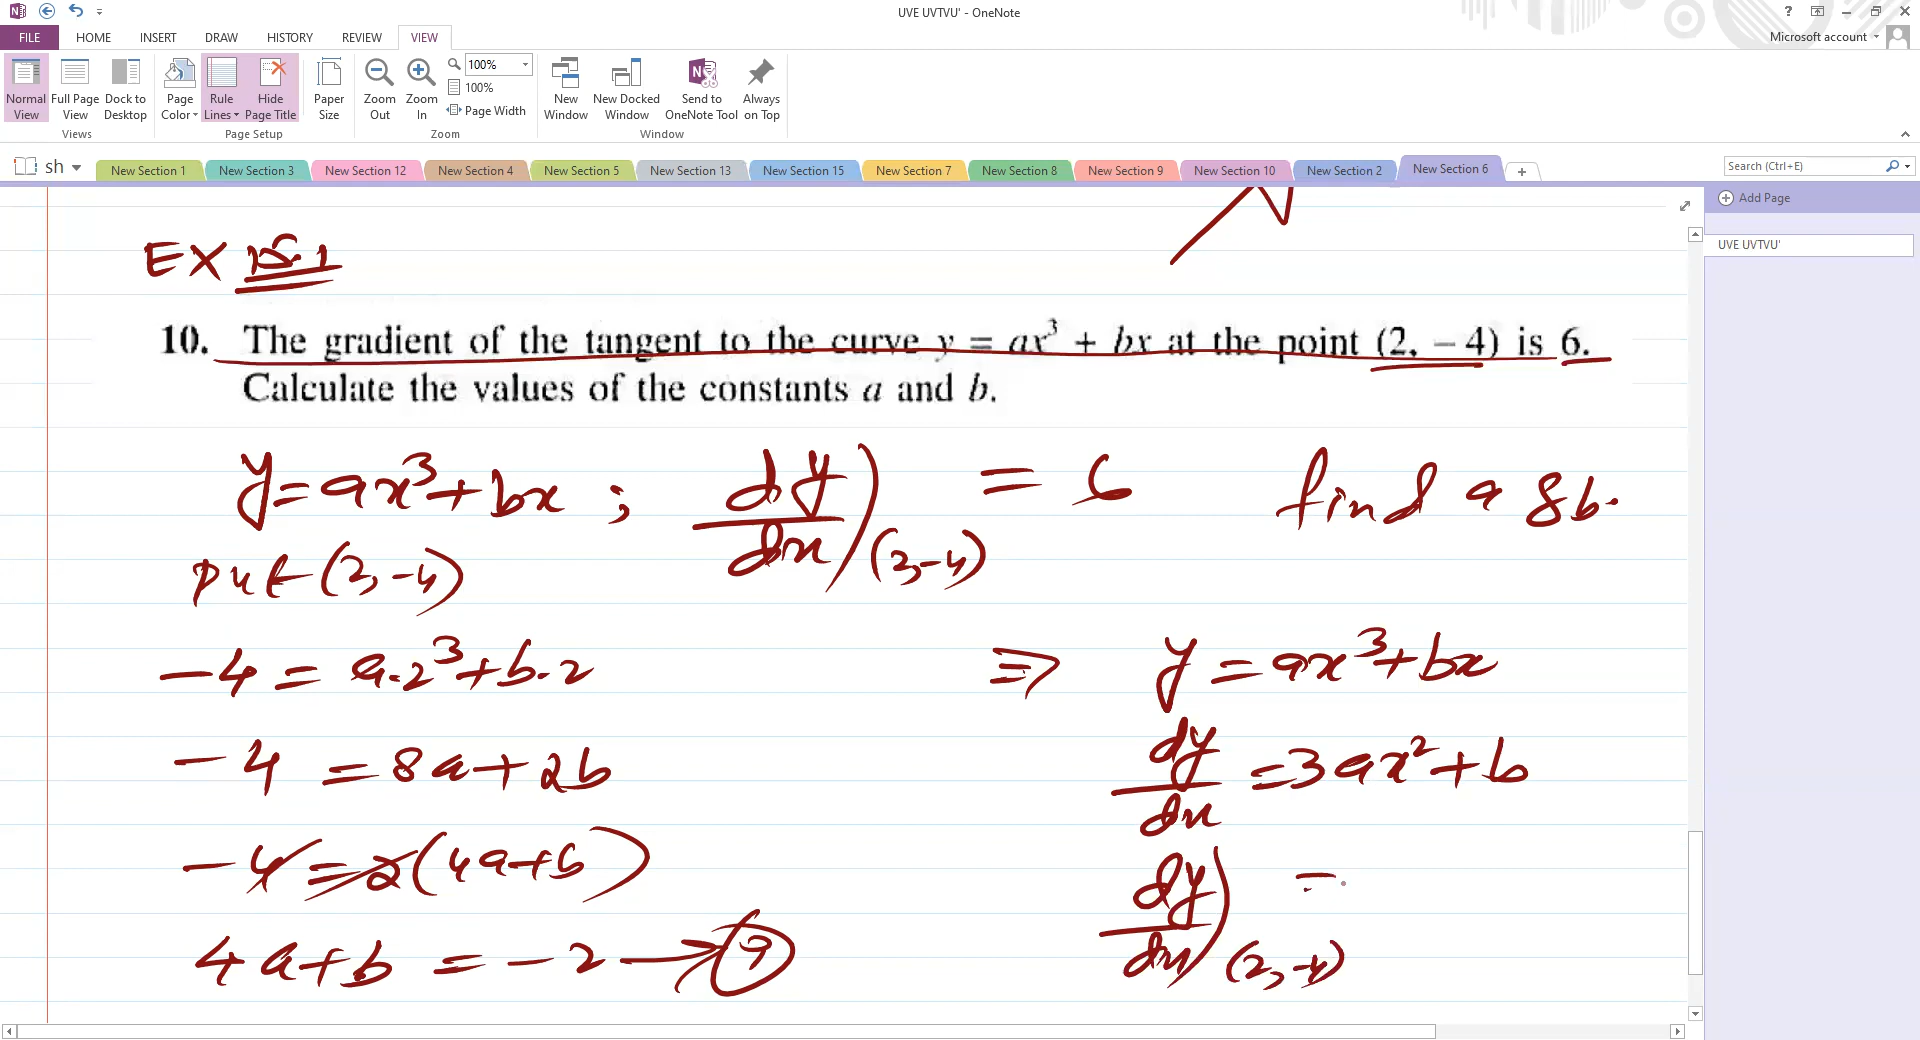 UVE UVTVU' - OneNote
?
Microsoft account
FILE HOME INSERT DRAW HISTORY REVIEW VIEW
Normal View
Full Page View
Dock to Desktop
Views
Page Color
Rule Lines
Hide Page Title
Page Setup
Paper Size
Zoom Out
Zoom In
100%
100%
Page Width
Zoom
New Window
New Docked Window
Send to OneNote Tool
Always on Top
Window
sh
New Section 1 New Section 3 New Section 12 New Section 4 New Section 5 New Section 13 New Section 15 New Section 7 New Section 8 New Section 9 New Section 10 New Section 2 New Section 6
Search (Ctrl+E)
Add Page
UVE UVTVU'
EX 15.1
10. The gradient of the tangent to the curve y = ax³ + bx at the point (2, – 4) is 6.
Calculate the values of the constants a and b.
y = ax³ + bx ; dy/dx)(2,-4) = 6 find a & b.
put (2, -4)
-4 = a·2³ + b·2
⇒ y = ax³ + bx
-4 = 8a + 2b
dy/dx = 3ax² + b
-4 = 2(4a+b)
dy/dx)(2,-4) =
4a + b = -2 →